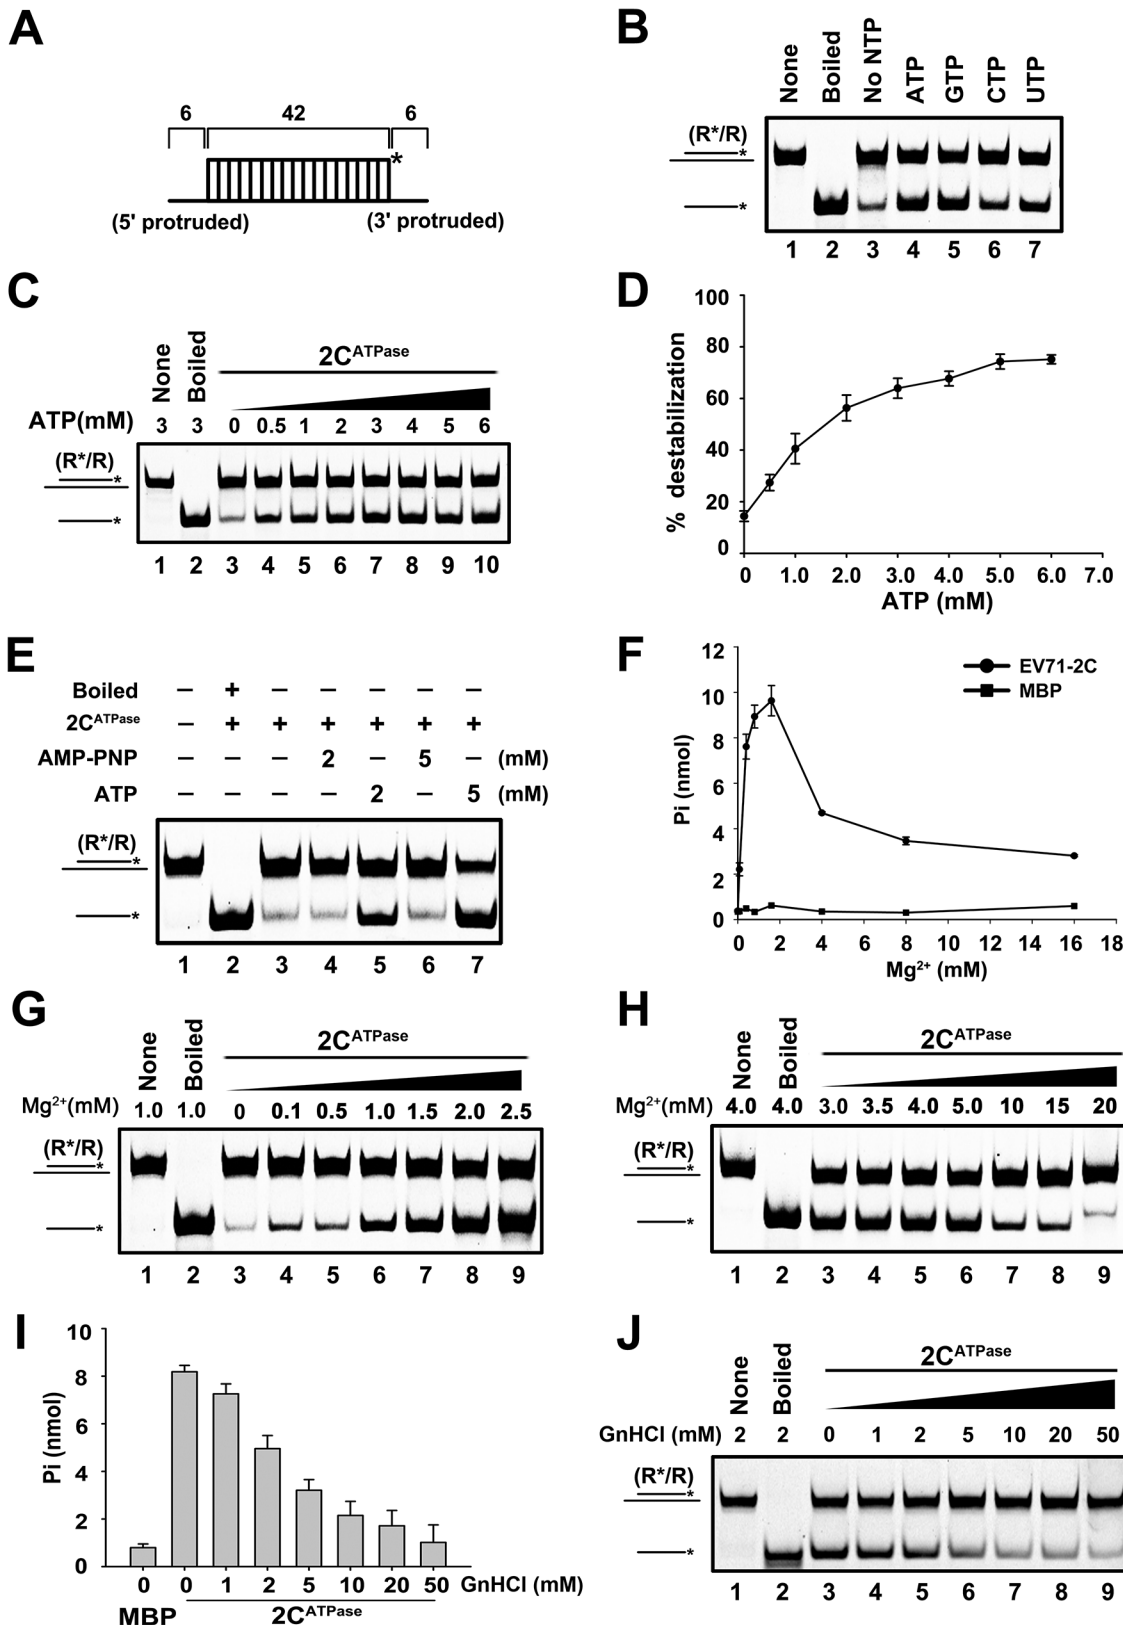 A
6 42 6
*
(5' protruded) (3' protruded)
B
None Boiled No NTP ATP GTP CTP UTP
(R*/R)
*
*
1 2 3 4 5 6 7
C
None Boiled 2C^ATPase
ATP(mM) 3 3 0 0.5 1 2 3 4 5 6
(R*/R)
*
*
1 2 3 4 5 6 7 8 9 10
D
% destabilization
100
80
60
40
20
0
0 1.0 2.0 3.0 4.0 5.0 6.0 7.0
ATP (mM)
E
Boiled – + – – – – –
2C^ATPase – + + + + + +
AMP-PNP – – – 2 – 5 – (mM)
ATP – – – – 2 – 5 (mM)
(R*/R)
*
*
1 2 3 4 5 6 7
F
Pi (nmol)
12
10
8
6
4
2
0
EV71-2C
MBP
0 2 4 6 8 10 12 14 16 18
Mg²⁺ (mM)
G
None Boiled 2C^ATPase
Mg²⁺(mM) 1.0 1.0 0 0.1 0.5 1.0 1.5 2.0 2.5
(R*/R)
*
*
1 2 3 4 5 6 7 8 9
H
None Boiled 2C^ATPase
Mg²⁺(mM) 4.0 4.0 3.0 3.5 4.0 5.0 10 15 20
(R*/R)
*
*
1 2 3 4 5 6 7 8 9
I
Pi (nmol)
10
8
6
4
2
0
0 0 1 2 5 10 20 50 GnHCl (mM)
MBP 2C^ATPase
J
None Boiled 2C^ATPase
GnHCl (mM) 2 2 0 1 2 5 10 20 50
(R*/R)
*
*
1 2 3 4 5 6 7 8 9